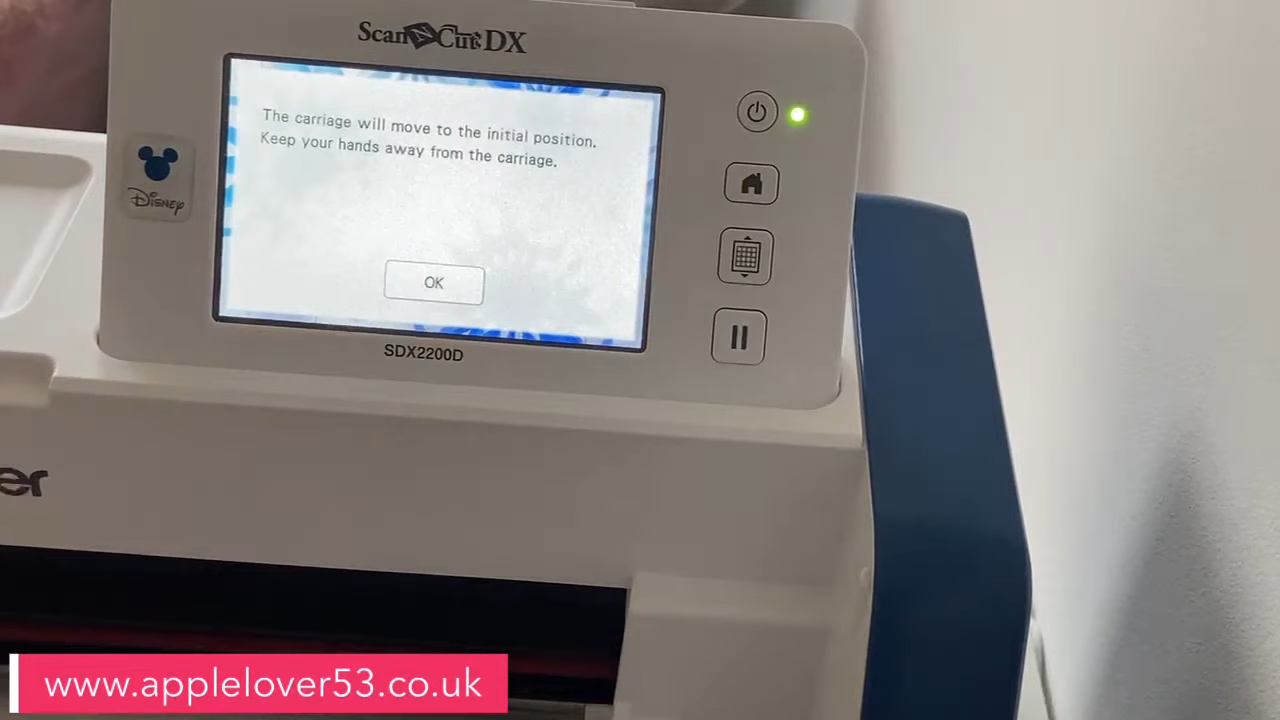 ScanNCut DX
The carriage will move to the initial position.
Keep your hands away from the carriage.
Disney
OK
SDX2200D
er
www.applelover53.co.uk